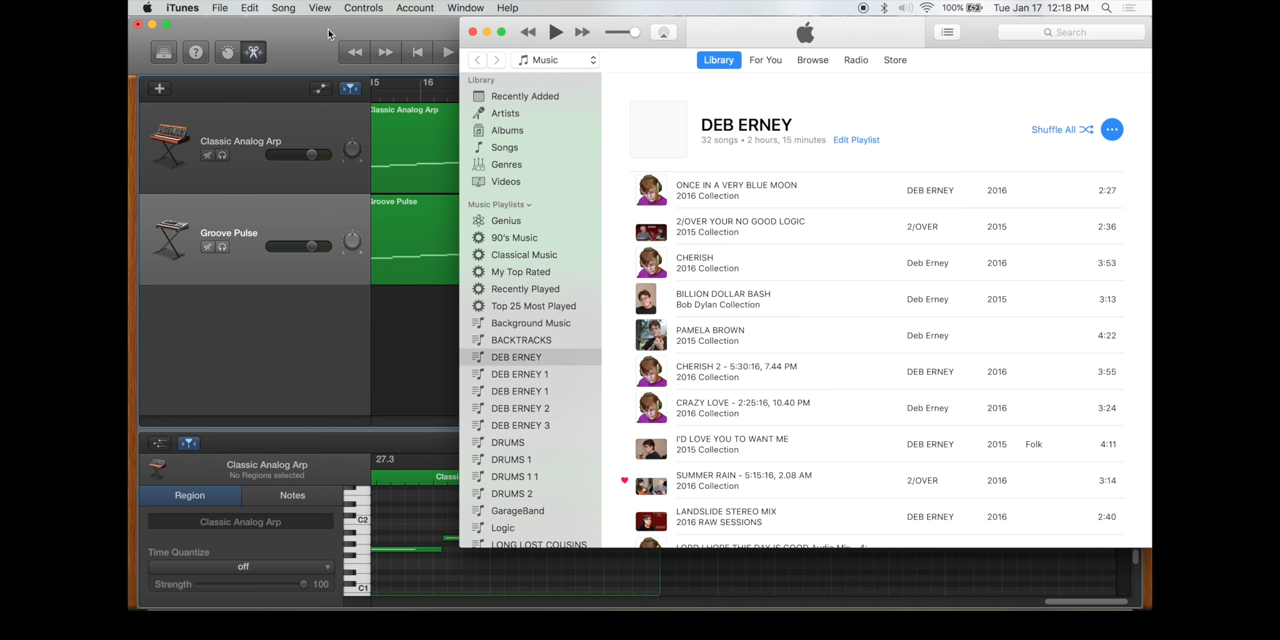 iTunes File Edit Song View Controls Account Window Help
100% Tue Jan 17 12:18 PM
Search
Music
Library For You Browse Radio Store
15 16
Classic Analog Arp
Classic Analog Arp
Groove Pulse
Groove Pulse
27.3
Classic Analog Arp
No Regions selected
Region Notes
Classic Analog Arp
Time Quantize
off
Strength 100
C2
C1
Classi
Library
Recently Added
Artists
Albums
Songs
Genres
Videos
Music Playlists
Genius
90's Music
Classical Music
My Top Rated
Recently Played
Top 25 Most Played
Background Music
BACKTRACKS
DEB ERNEY
DEB ERNEY 1
DEB ERNEY 1
DEB ERNEY 2
DEB ERNEY 3
DRUMS
DRUMS 1
DRUMS 1 1
DRUMS 2
GarageBand
Logic
LONG LOST COUSINS
DEB ERNEY
32 songs • 2 hours, 15 minutes Edit Playlist
Shuffle All
ONCE IN A VERY BLUE MOON
2016 Collection
DEB ERNEY 2016 2:27
2/OVER YOUR NO GOOD LOGIC
2015 Collection
2/OVER 2015 2:36
CHERISH
2016 Collection
Deb Erney 2016 3:53
BILLION DOLLAR BASH
Bob Dylan Collection
Deb Erney 2015 3:13
PAMELA BROWN
2015 Collection
Deb Erney 4:22
CHERISH 2 - 5:30:16, 7.44 PM
2016 Collection
DEB ERNEY 2016 3:55
CRAZY LOVE - 2:25:16, 10.40 PM
2016 Collection
Deb Erney 2016 3:24
I'D LOVE YOU TO WANT ME
2015 Collection
DEB ERNEY 2015 Folk 4:11
SUMMER RAIN - 5:15:16, 2.08 AM
2016 Collection
2/OVER 2016 3:14
LANDSLIDE STEREO MIX
2016 RAW SESSIONS
DEB ERNEY 2016 2:40
LORD I HOPE THIS DAY IS GOOD Audio Mix - 4: